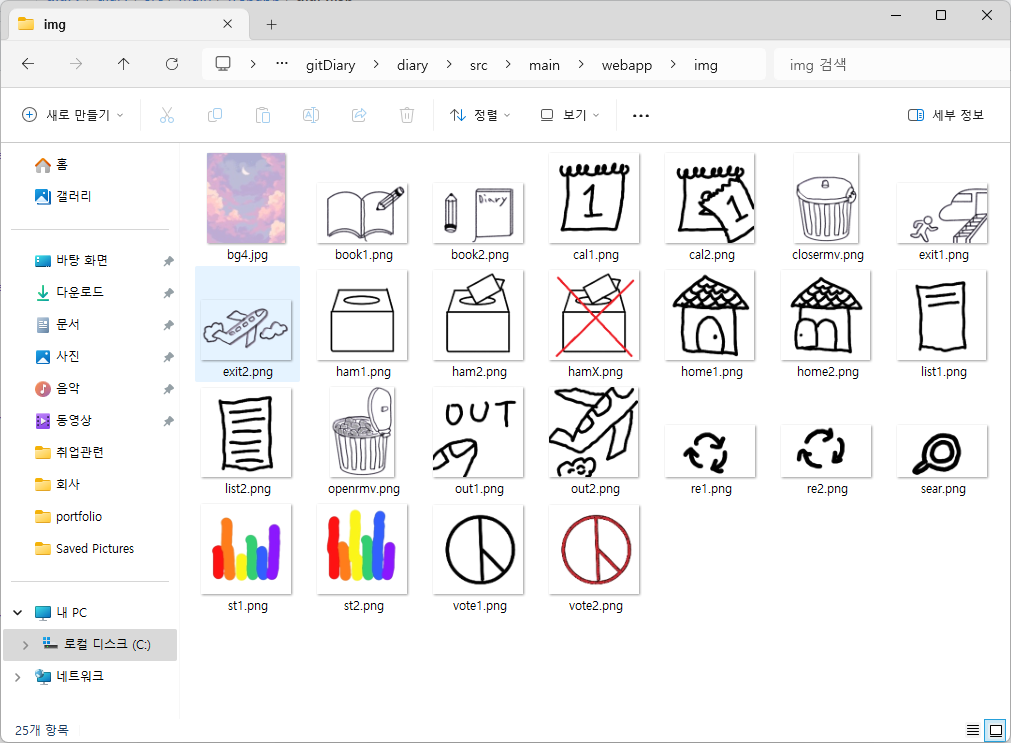 img
gitDiary diary src main webapp img
img 검색
새로 만들기
정렬
보기
세부 정보
홈
갤러리
바탕 화면
다운로드
문서
사진
음악
동영상
취업관련
회사
portfolio
Saved Pictures
내 PC
로컬 디스크 (C:)
네트워크
Diary
1
1
bg4.jpg book1.png book2.png cal1.png cal2.png closermv.png exit1.png
exit2.png ham1.png ham2.png hamX.png home1.png home2.png list1.png
OUT
list2.png openrmv.png out1.png out2.png re1.png re2.png sear.png
st1.png st2.png vote1.png vote2.png
25개 항목